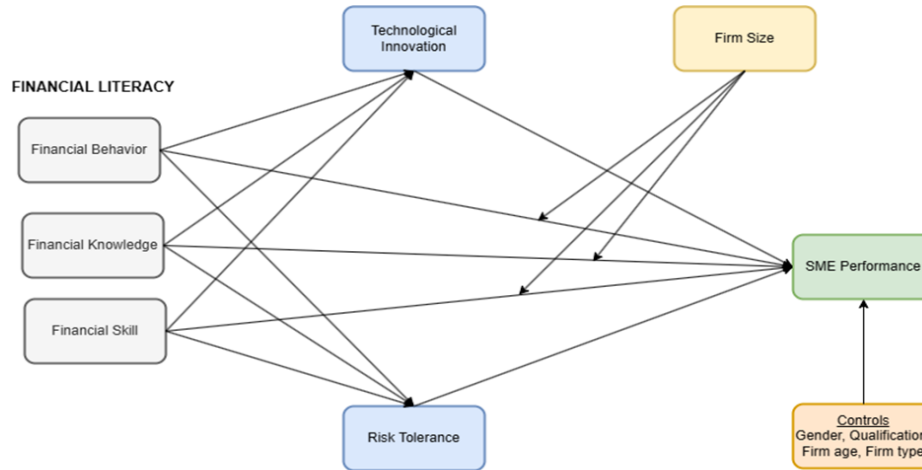 Technological
Innovation
Firm Size
FINANCIAL LITERACY
Financial Behavior
Financial Knowledge
SME Performance
Financial Skill
Risk Tolerance
Controls
Gender, Qualification
Firm age, Firm type